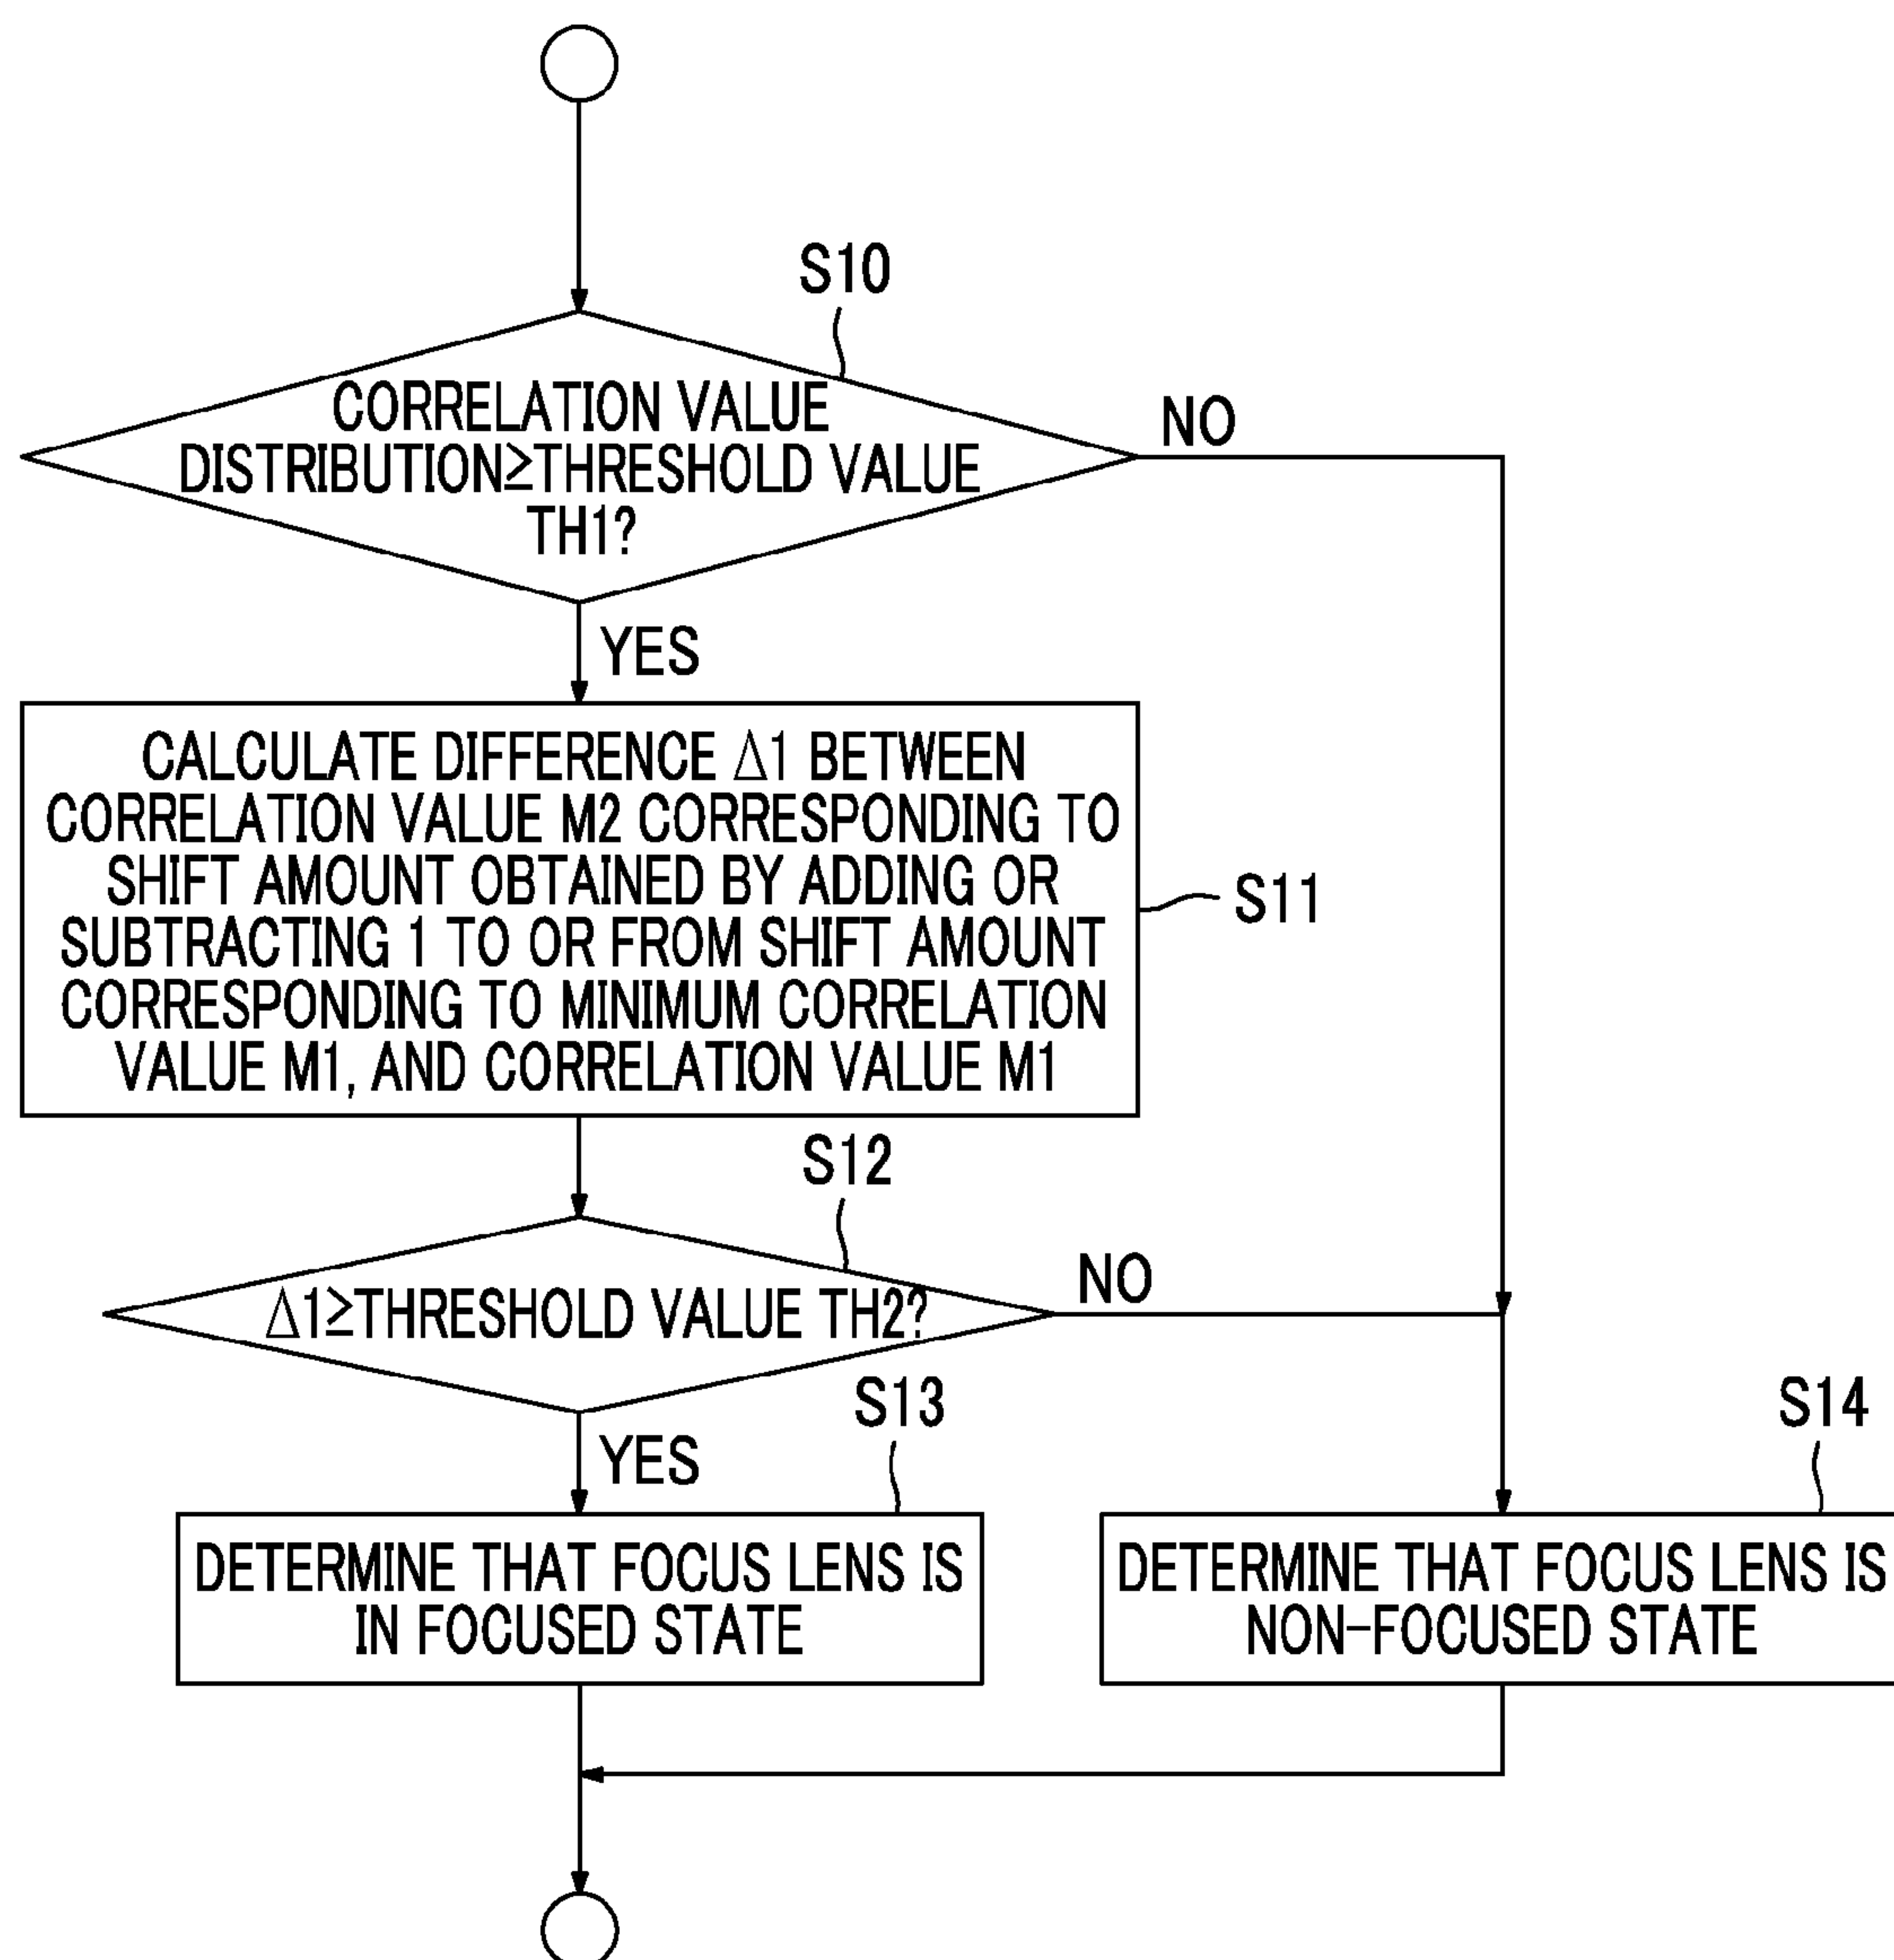 S10
CORRELATION VALUE
DISTRIBUTION≥THRESHOLD VALUE
TH1?
NO
YES
CALCULATE DIFFERENCE Δ1 BETWEEN
CORRELATION VALUE M2 CORRESPONDING TO
SHIFT AMOUNT OBTAINED BY ADDING OR
SUBTRACTING 1 TO OR FROM SHIFT AMOUNT
CORRESPONDING TO MINIMUM CORRELATION
VALUE M1, AND CORRELATION VALUE M1
S11
S12
Δ1≥THRESHOLD VALUE TH2?
NO
YES
S13
DETERMINE THAT FOCUS LENS IS
IN FOCUSED STATE
S14
DETERMINE THAT FOCUS LENS IS
NON-FOCUSED STATE